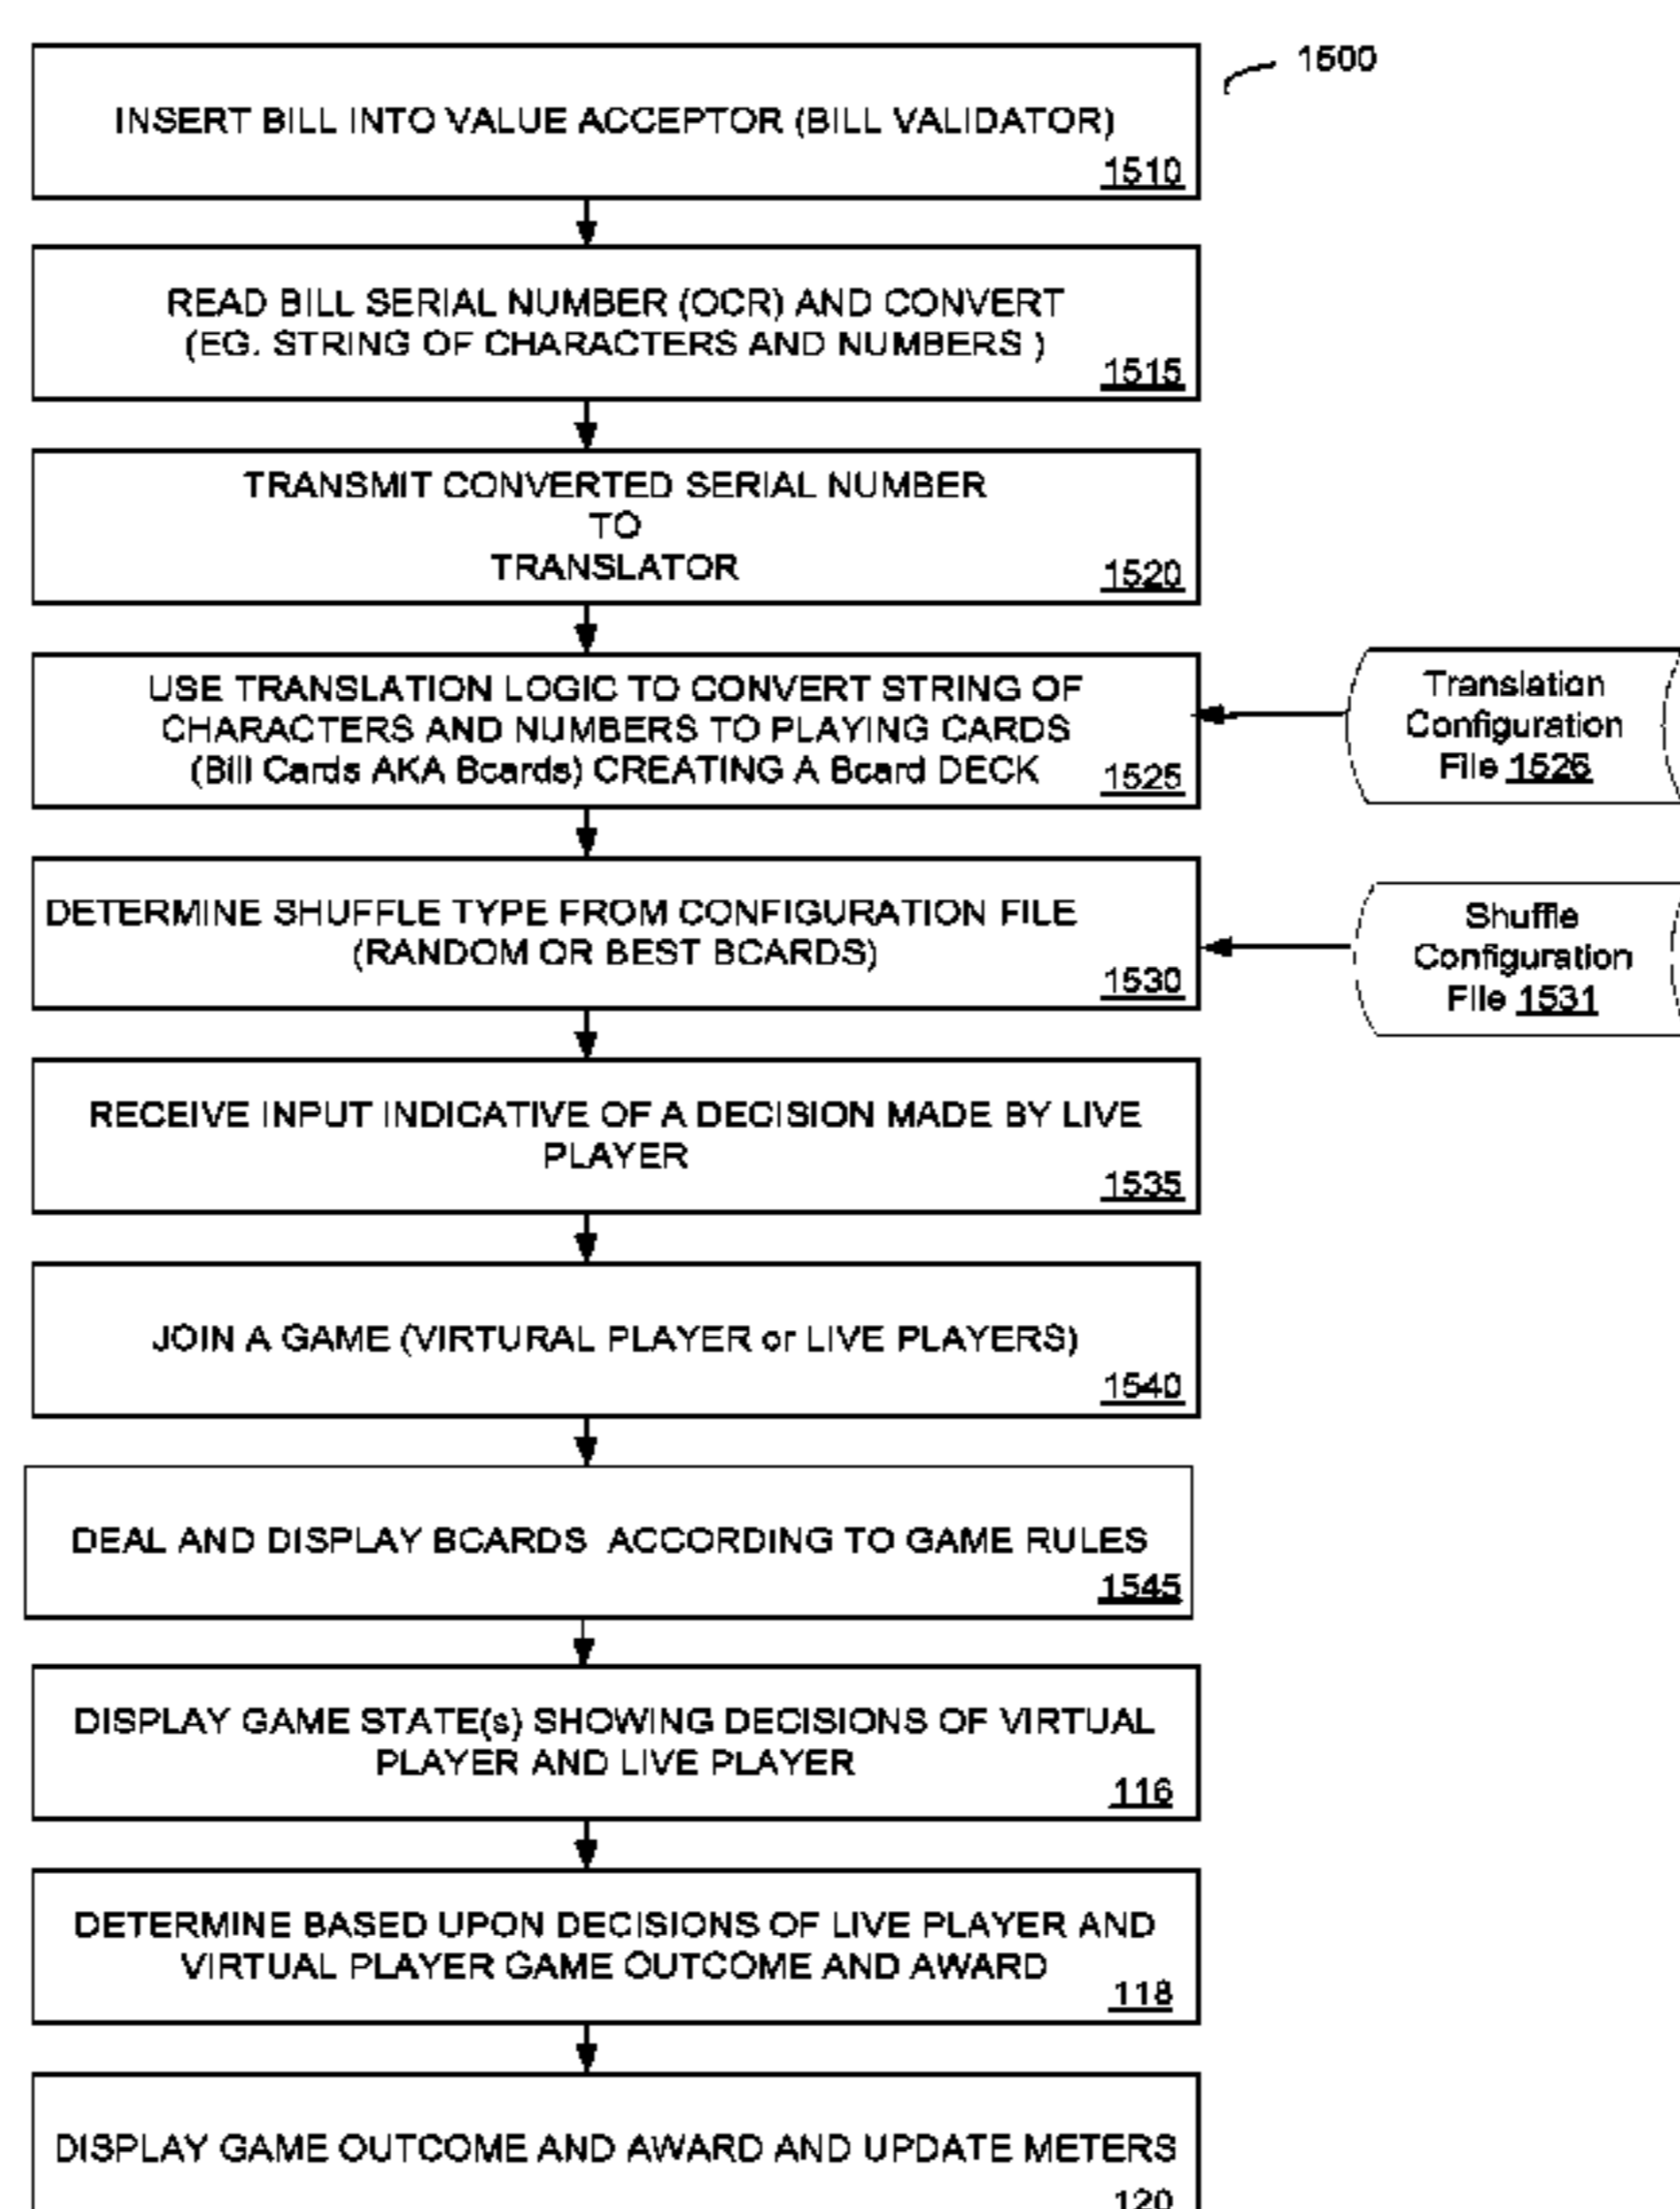 1500
INSERT BILL INTO VALUE ACCEPTOR (BILL VALIDATOR)
1510
READ BILL SERIAL NUMBER (OCR) AND CONVERT
(EG. STRING OF CHARACTERS AND NUMBERS )
1515
TRANSMIT CONVERTED SERIAL NUMBER
TO
TRANSLATOR
1520
USE TRANSLATION LOGIC TO CONVERT STRING OF
CHARACTERS AND NUMBERS TO PLAYING CARDS
(Bill Cards AKA Bcards) CREATING A Bcard DECK
1525
Translation
Configuration
File 1526
DETERMINE SHUFFLE TYPE FROM CONFIGURATION FILE
(RANDOM OR BEST BCARDS)
1530
Shuffle
Configuration
File 1531
RECEIVE INPUT INDICATIVE OF A DECISION MADE BY LIVE
PLAYER
1535
JOIN A GAME (VIRTURAL PLAYER or LIVE PLAYERS)
1540
DEAL AND DISPLAY BCARDS ACCORDING TO GAME RULES
1545
DISPLAY GAME STATE(s) SHOWING DECISIONS OF VIRTUAL
PLAYER AND LIVE PLAYER
116
DETERMINE BASED UPON DECISIONS OF LIVE PLAYER AND
VIRTUAL PLAYER GAME OUTCOME AND AWARD
118
DISPLAY GAME OUTCOME AND AWARD AND UPDATE METERS
120